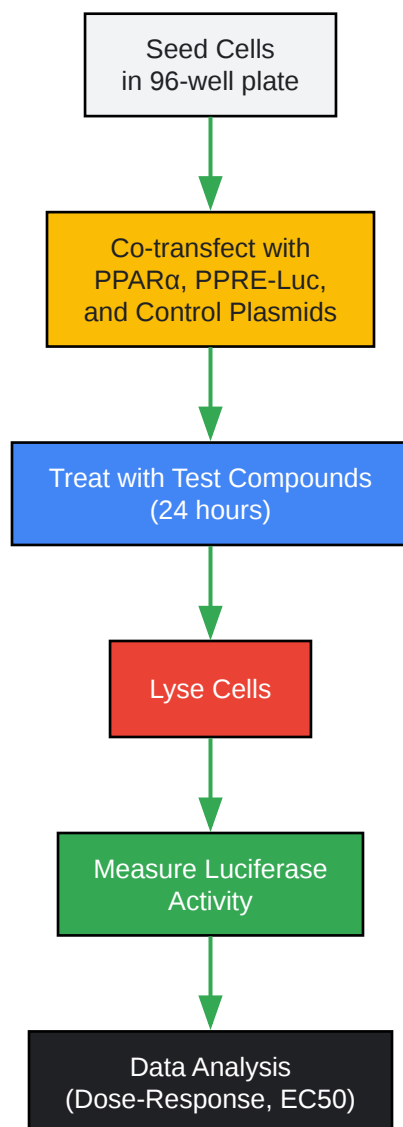 Seed Cells
in 96-well plate
Co-transfect with
PPARα, PPRE-Luc,
and Control Plasmids
Treat with Test Compounds
(24 hours)
Lyse Cells
Measure Luciferase
Activity
Data Analysis
(Dose-Response, EC50)